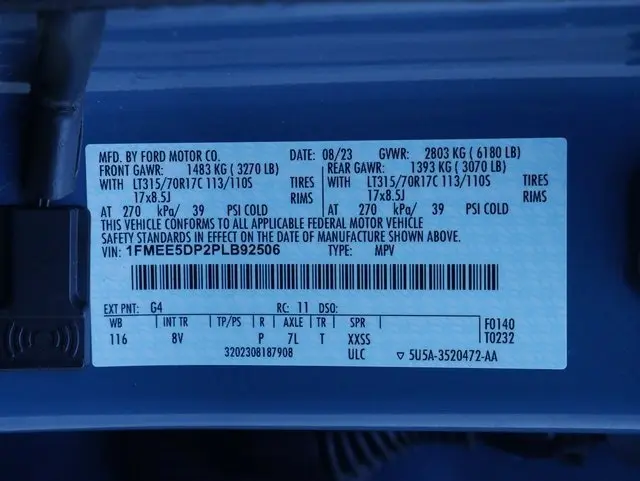 MFD. BY FORD MOTOR CO. DATE: 08/23 GVWR: 2803 KG ( 6180 LB)
FRONT GAWR: 1483 KG ( 3270 LB) REAR GAWR: 1393 KG ( 3070 LB)
WITH LT315/70R17C 113/110S TIRES LT315/70R17C 113/110S TIRES
17x8.5J RIMS 17x8.5J RIMS
AT 270 kPa/ 39 PSI COLD AT 270 kPa/ 39 PSI COLD
THIS VEHICLE CONFORMS TO ALL APPLICABLE FEDERAL MOTOR VEHICLE
SAFETY STANDARDS IN EFFECT ON THE DATE OF MANUFACTURE SHOWN ABOVE.
VIN: 1FMEE5DP2PLB92506 TYPE: MPV
EXT PNT: G4 RC: 11 DSO:
WB INT TR TP/PS R AXLE TR SPR F0140
116 8V P 7L T XXSS T0232
3202308187908 ULC ▽ 5U5A-3520472-AA